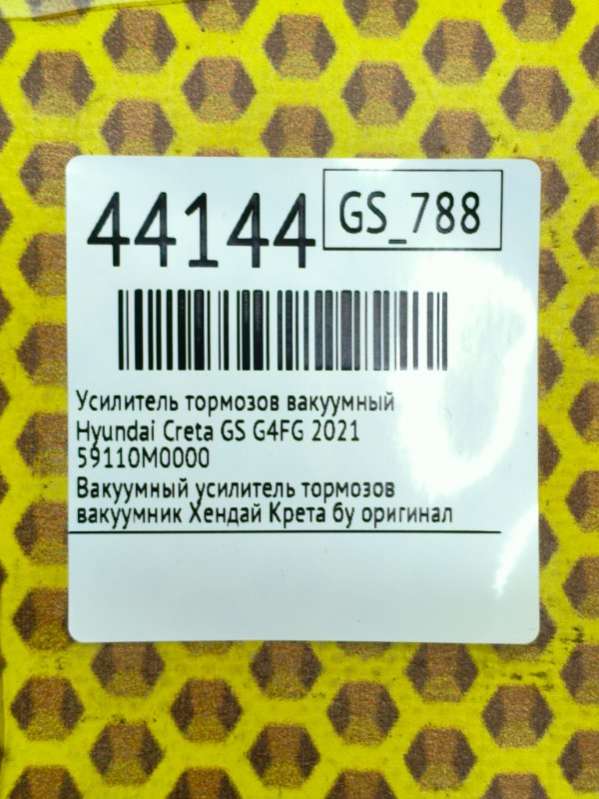 44144
GS_788
Усилитель тормозов вакуумный
Hyundai Creta GS G4FG 2021
59110M0000
Вакуумный усилитель тормозов
вакуумник Хендай Крета бу оригинал